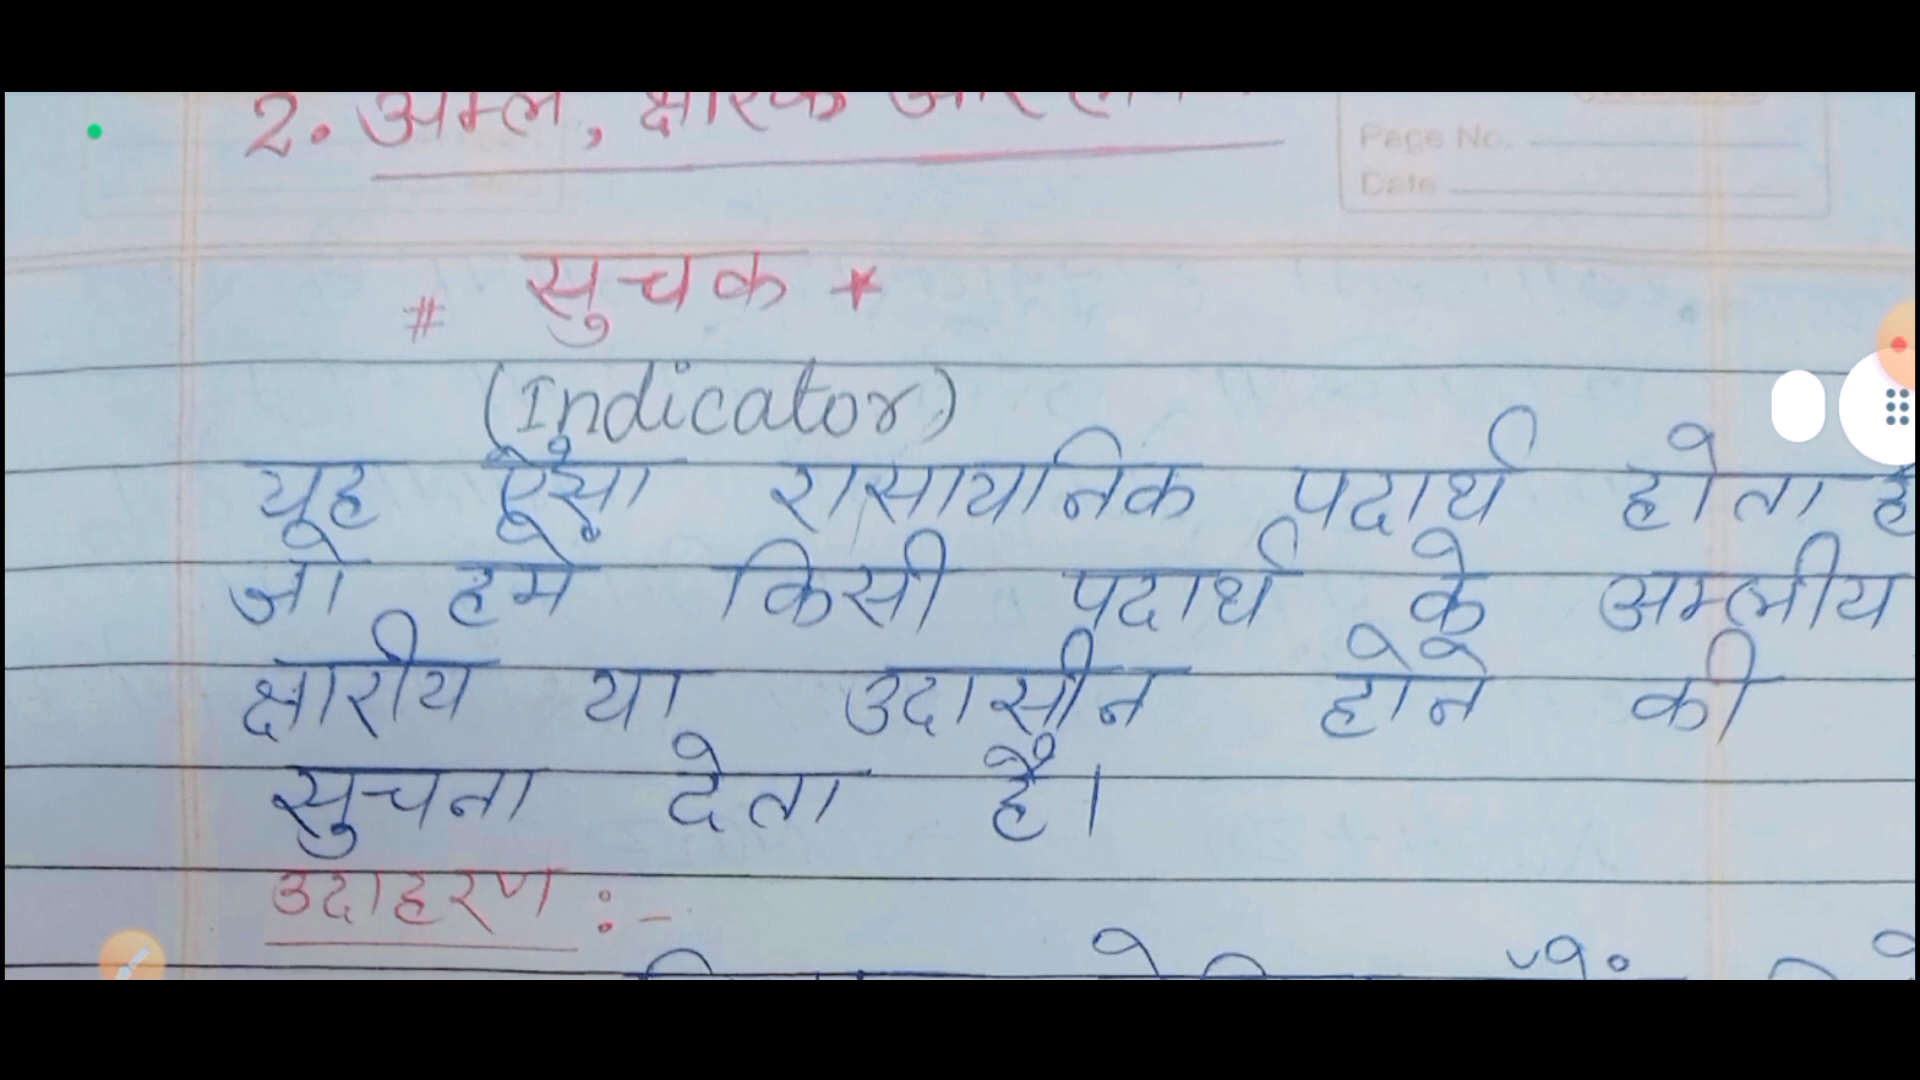 2. अम्ल, क्षारक और
Page No.
Date
# सुचक *
(Indicator)
यह ऐसा रासायनिक पदार्थ होता है
जो हमे किसी पदार्थ के अम्लीय
क्षारीय या उदासीन होने की
सुचना देता है।
उदाहरण :-